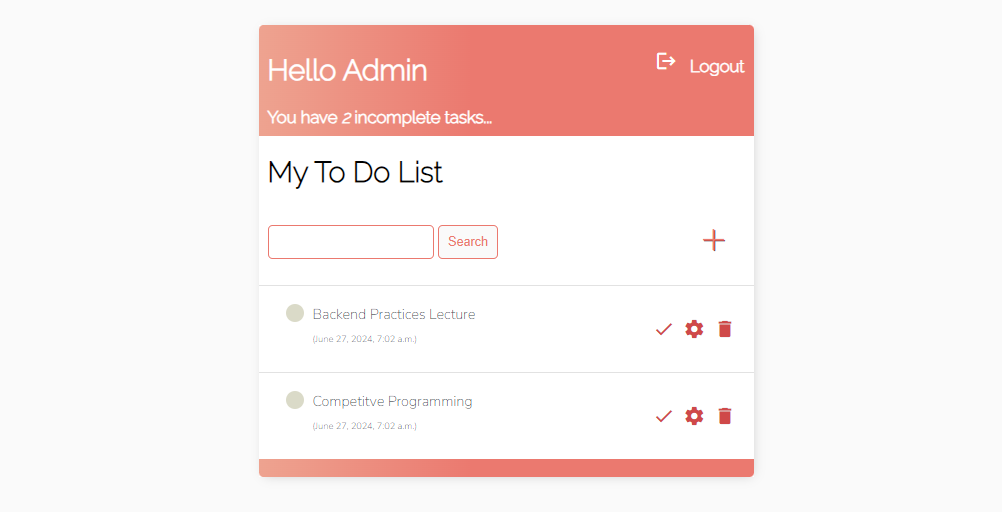 Hello Admin
Logout
You have 2 incomplete tasks...
My To Do List
Search
Backend Practices Lecture
(June 27, 2024, 7:02 a.m.)
Competitve Programming
(June 27, 2024, 7:02 a.m.)